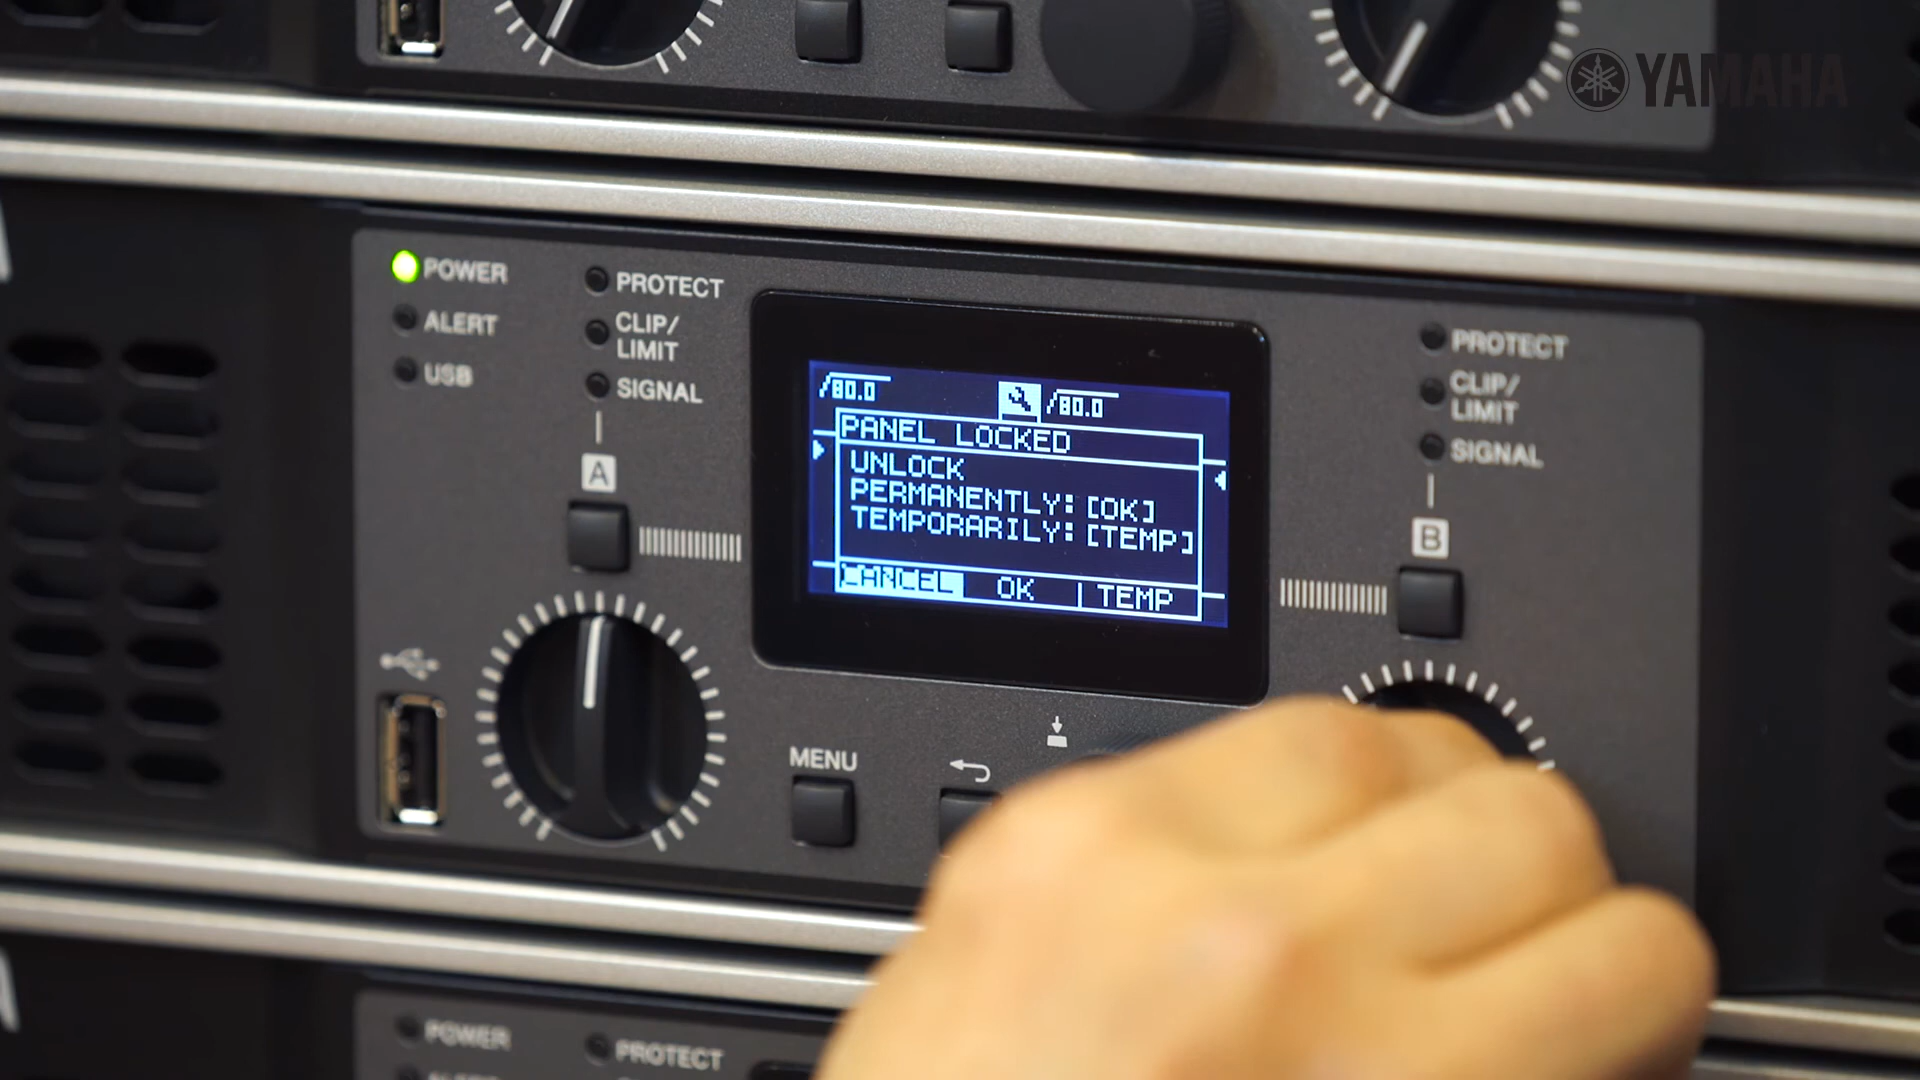 YAMAHA
POWER
ALERT
USB
PROTECT
CLIP/
LIMIT
SIGNAL
A
/80.0 /80.0
PANEL LOCKED
UNLOCK
PERMANENTLY:[OK]
TEMPORARILY:[TEMP]
CANCEL OK | TEMP
PROTECT
CLIP/
LIMIT
SIGNAL
B
MENU
POWER
PROTECT